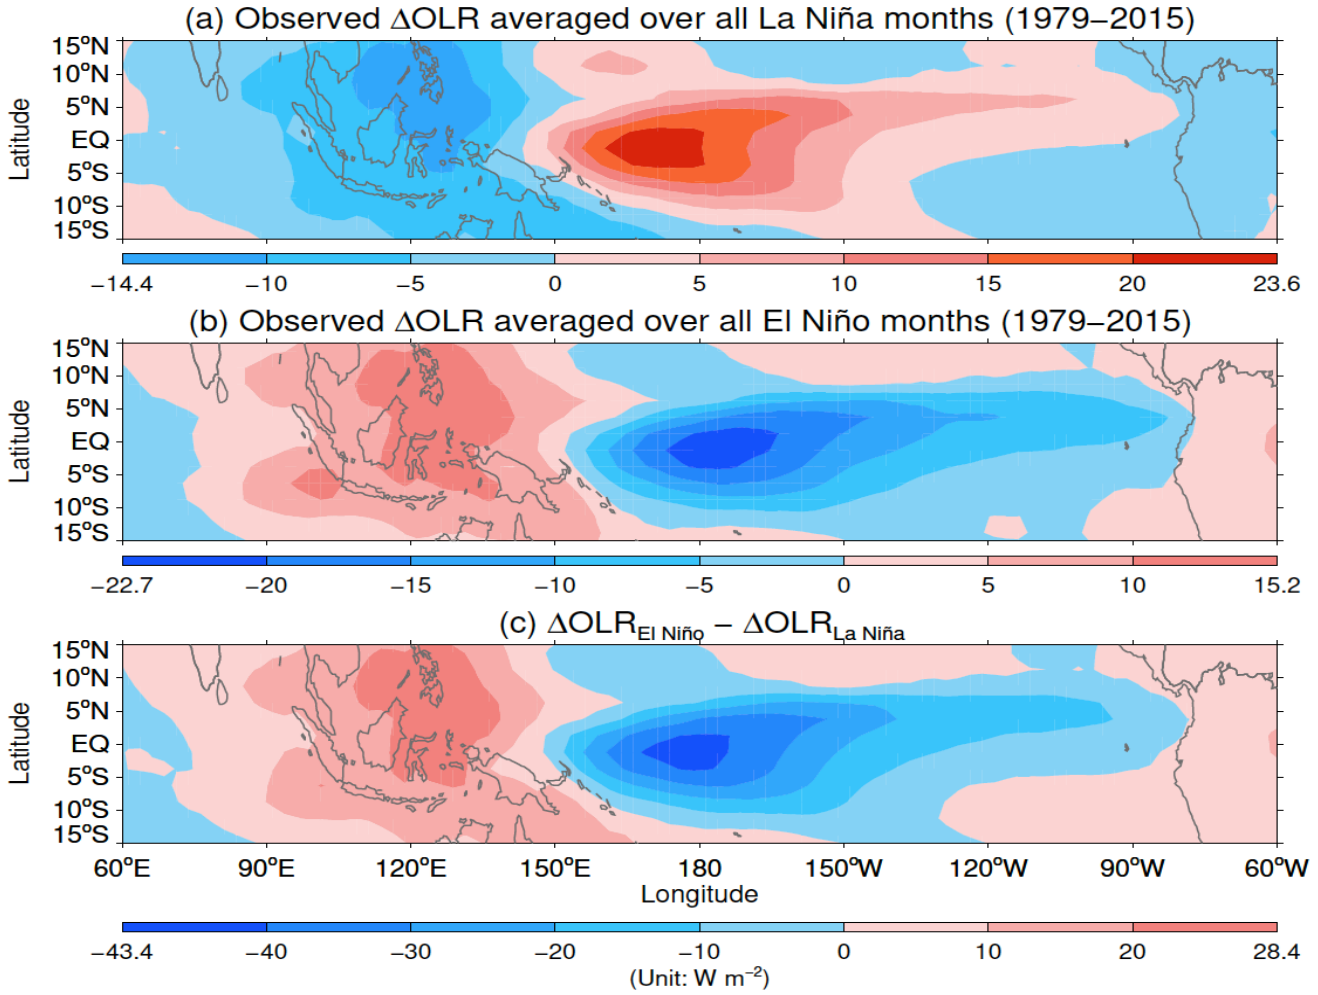 (a) Observed ΔOLR averaged over all La Niña months (1979−2015)
15°N
10°N
5°N
EQ
5°S
10°S
15°S
Latitude
−14.4 −10 −5 0 5 10 15 20 23.6
(b) Observed ΔOLR averaged over all El Niño months (1979−2015)
15°N
10°N
5°N
EQ
5°S
10°S
15°S
Latitude
−22.7 −20 −15 −10 −5 0 5 10 15.2
(c) ΔOLR_El Niño − ΔOLR_La Niña
15°N
10°N
5°N
EQ
5°S
10°S
15°S
Latitude
60°E 90°E 120°E 150°E 180 150°W 120°W 90°W 60°W
Longitude
−43.4 −40 −30 −20 −10 0 10 20 28.4
(Unit: W m⁻²)